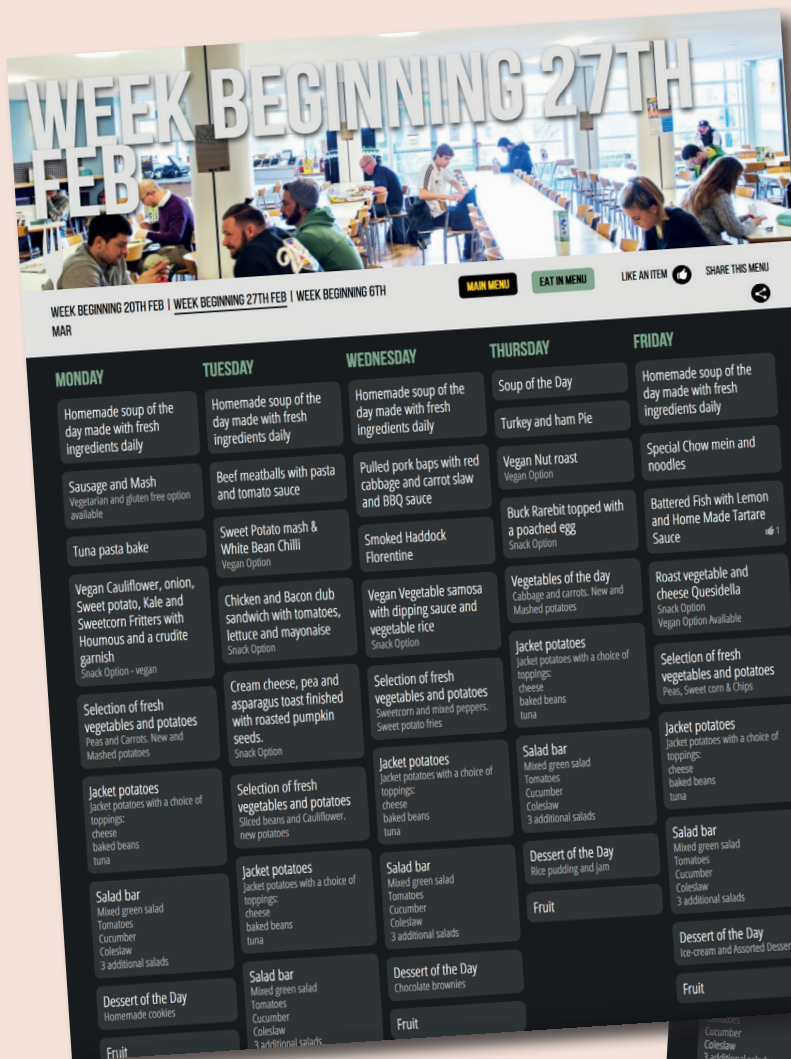 WEEK BEGINNING 27TH
FEB
WEEK BEGINNING 20TH FEB | WEEK BEGINNING 27TH FEB | WEEK BEGINNING 6TH
MAR
MAIN MENU
EAT IN MENU
LIKE AN ITEM
SHARE THIS MENU
MONDAY
Homemade soup of the
day made with fresh
ingredients daily
Sausage and Mash
Vegetarian and gluten free option
available
Tuna pasta bake
Vegan Cauliflower, onion,
Sweet potato, Kale and
Sweetcorn Fritters with
Houmous and a crudite
garnish
Snack Option - vegan
Selection of fresh
vegetables and potatoes
Peas and Carrots. New and
Mashed potatoes
Jacket potatoes
Jacket potatoes with a choice of
toppings:
cheese
baked beans
tuna
Salad bar
Mixed green salad
Tomatoes
Cucumber
Coleslaw
3 additional salads
Dessert of the Day
Homemade cookies
Fruit
TUESDAY
Homemade soup of the
day made with fresh
ingredients daily
Beef meatballs with pasta
and tomato sauce
Sweet Potato mash &
White Bean Chilli
Vegan Option
Chicken and Bacon club
sandwich with tomatoes,
lettuce and mayonaise
Snack Option
Cream cheese, pea and
asparagus toast finished
with roasted pumpkin
seeds.
Snack Option
Selection of fresh
vegetables and potatoes
Sliced beans and Cauliflower.
new potatoes
Jacket potatoes
Jacket potatoes with a choice of
toppings:
cheese
baked beans
tuna
Salad bar
Mixed green salad
Tomatoes
Cucumber
Coleslaw
3 additional salads
WEDNESDAY
Homemade soup of the
day made with fresh
ingredients daily
Pulled pork baps with red
cabbage and carrot slaw
and BBQ sauce
Smoked Haddock
Florentine
Vegan Vegetable samosa
with dipping sauce and
vegetable rice
Snack Option
Selection of fresh
vegetables and potatoes
Sweetcorn and mixed peppers.
Sweet potato fries
Jacket potatoes
Jacket potatoes with a choice of
toppings:
cheese
baked beans
tuna
Salad bar
Mixed green salad
Tomatoes
Cucumber
Coleslaw
3 additional salads
Dessert of the Day
Chocolate brownies
Fruit
THURSDAY
Soup of the Day
Turkey and ham Pie
Vegan Nut roast
Vegan Option
Buck Rarebit topped with
a poached egg
Snack Option
Vegetables of the day
Cabbage and carrots. New and
Mashed potatoes
Jacket potatoes
Jacket potatoes with a choice of
toppings:
cheese
baked beans
tuna
Salad bar
Mixed green salad
Tomatoes
Cucumber
Coleslaw
3 additional salads
Dessert of the Day
Rice pudding and jam
Fruit
FRIDAY
Homemade soup of the
day made with fresh
ingredients daily
Special Chow mein and
noodles
Battered Fish with Lemon
and Home Made Tartare
Sauce
1
Roast vegetable and
cheese Quesidella
Snack Option
Vegan Option Available
Selection of fresh
vegetables and potatoes
Peas, Sweet corn & Chips
Jacket potatoes
Jacket potatoes with a choice of
toppings:
cheese
baked beans
tuna
Salad bar
Mixed green salad
Tomatoes
Cucumber
Coleslaw
3 additional salads
Dessert of the Day
Ice-cream and Assorted
Fruit
Cucumber
Coleslaw